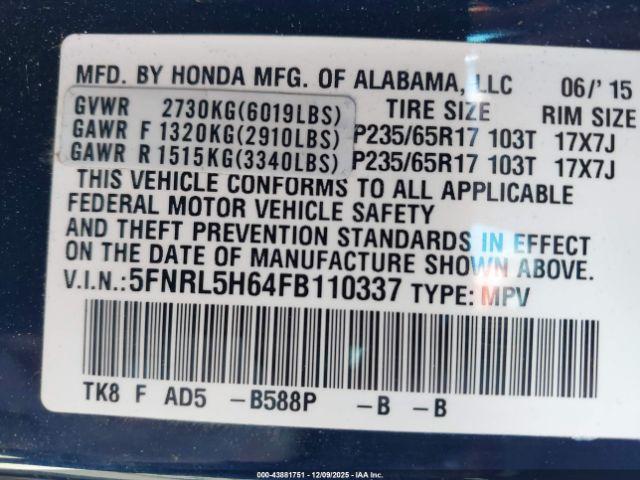 MFD. BY HONDA MFG. OF ALABAMA, LLC 06/' 15
TIRE SIZE RIM SIZE
GVWR 2730KG(6019LBS)
GAWR F 1320KG(2910LBS) P235/65R17 103T 17X7J
GAWR R 1515KG(3340LBS) P235/65R17 103T 17X7J
THIS VEHICLE CONFORMS TO ALL APPLICABLE
FEDERAL MOTOR VEHICLE SAFETY
AND THEFT PREVENTION STANDARDS IN EFFECT
ON THE DATE OF MANUFACTURE SHOWN ABOVE.
V.I.N.:5FNRL5H64FB110337 TYPE: MPV
TK8 F AD5 -B588P -B -B
000-43881751 - 12/09/2025 - IAA Inc.